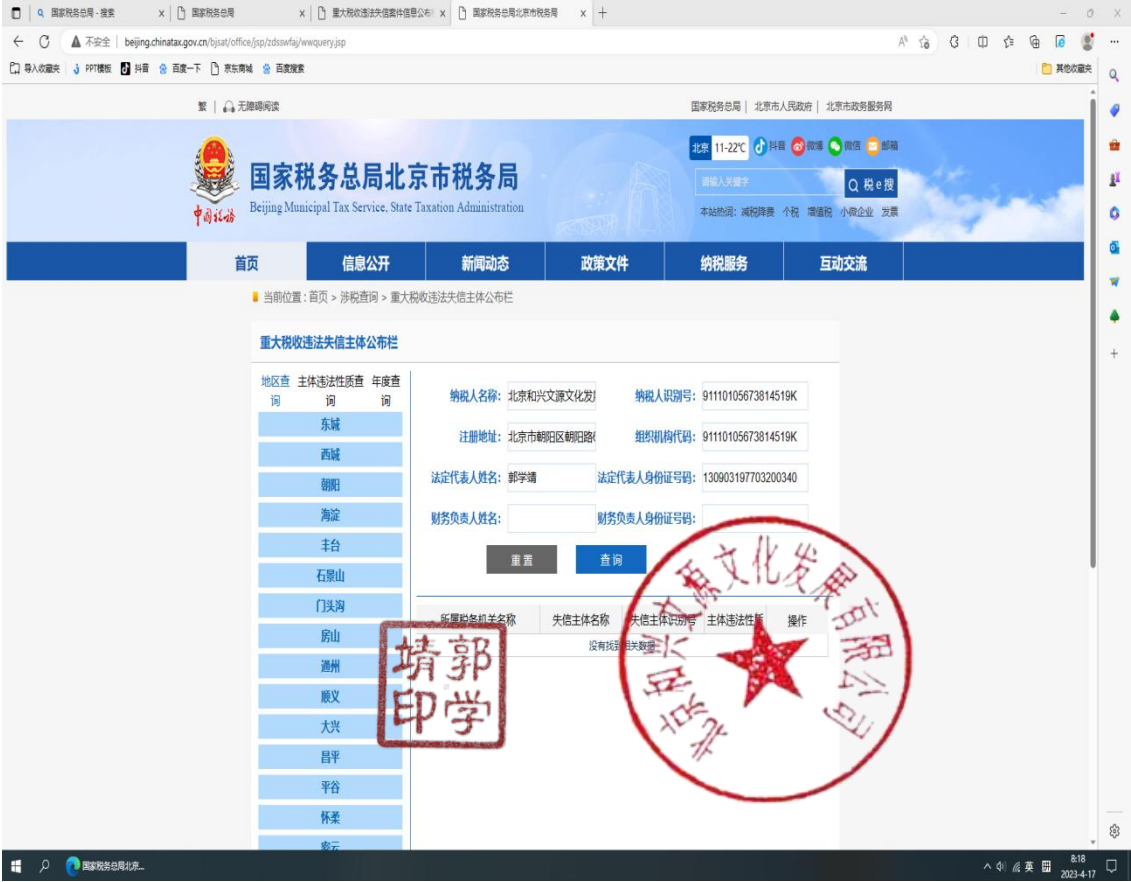 国家税务总局 - 搜索
国家税务总局
重大税收违法失信案件信息公布
国家税务总局北京市税务局
不安全 beijing.chinatax.gov.cn/bjsat/office/jsp/zdsswfaj/wwquery.jsp
导入收藏夹 PPT模板 抖音 百度一下 京东商城 百度搜索 其他收藏夹
繁 无障碍阅读 国家税务总局 北京市人民政府 北京市政务服务网
中国税务
国家税务总局北京市税务局
Beijing Municipal Tax Service, State Taxation Administration
北京 11-22℃ 抖音 微博 微信 邮箱
请输入关键字 税e搜
本站热词：减税降费 个税 增值税 小微企业 发票
首页 信息公开 新闻动态 政策文件 纳税服务 互动交流
当前位置：首页 > 涉税查询 > 重大税收违法失信主体公布栏
重大税收违法失信主体公布栏
地区查询 主体违法性质查询 年度查询
东城
西城
朝阳
海淀
丰台
石景山
门头沟
房山
通州
顺义
大兴
昌平
平谷
怀柔
密云
纳税人名称: 北京和兴文源文化发 纳税人识别号: 91110105673814519K
注册地址: 北京市朝阳区朝阳路 组织机构代码: 91110105673814519K
法定代表人姓名: 郭学靖 法定代表人身份证号码: 130903197703200340
财务负责人姓名: 财务负责人身份证号码:
重置 查询
所属税务机关名称 失信主体名称 失信主体识别号 主体违法性质 操作
没有找到相关数据
郭学靖印
北京和兴文源文化发展有限公司
国家税务总局北京...
英
8:18
2023-4-17